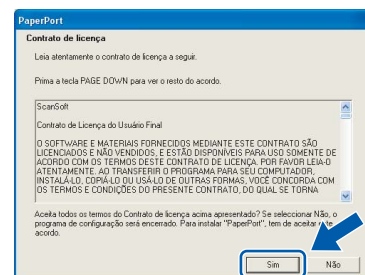 PaperPort
Contrato de licença
Leia atentamente o contrato de licença a seguir.
Prima a tecla PAGE DOWN para ver o resto do acordo.
ScanSoft
Contrato de Licença do Usuário Final
O SOFTWARE E MATERIAIS FORNECIDOS MEDIANTE ESTE CONTRATO SÃO
LICENCIADOS E NÃO VENDIDOS, E ESTÃO DISPONÍVEIS PARA USO SOMENTE DE
ACORDO COM OS TERMOS DESTE CONTRATO DE LICENÇA. POR FAVOR LEIA-O
ATENTAMENTE. AO TRANSFERIR O PROGRAMA PARA SEU COMPUTADOR,
INSTALÁ-LO, COPIÁ-LO OU USÁ-LO DE OUTRAS FORMAS, VOCÊ CONCORDA COM
OS TERMOS E CONDIÇÕES DO PRESENTE CONTRATO, DO QUAL SE TORNA
Aceita todos os termos do Contrato de licença acima apresentado? Se seleccionar Não, o
programa de configuração será encerrado. Para instalar "PaperPort", tem de aceitar este
acordo.
Sim
Não